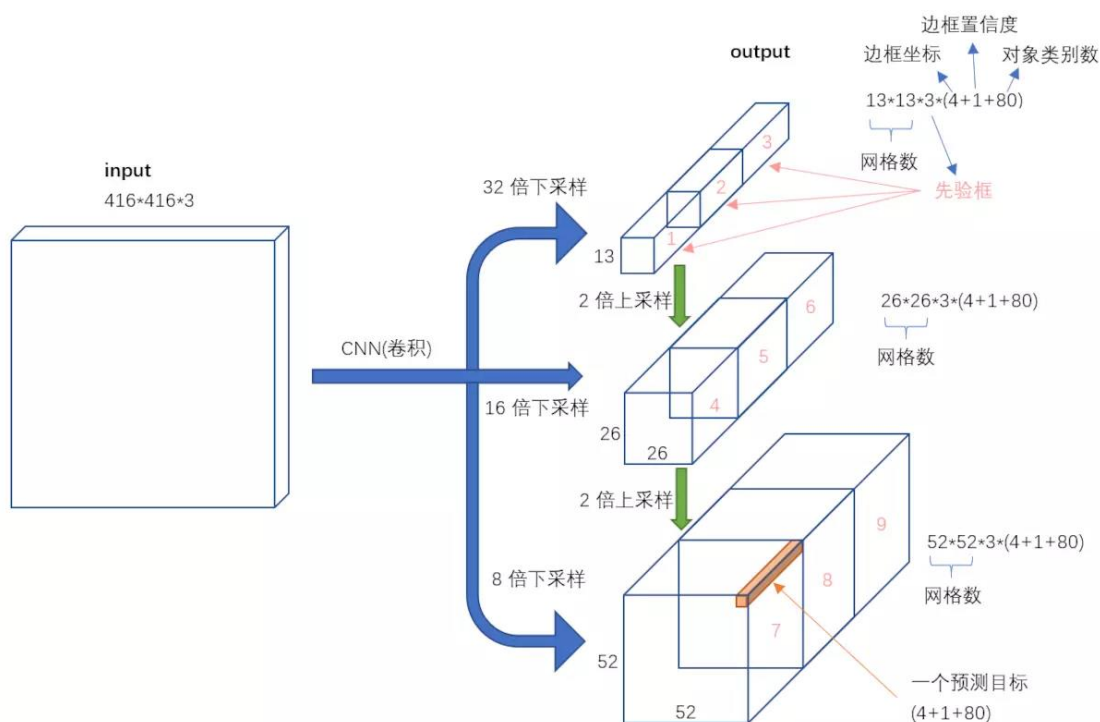 边框置信度
output
边框坐标
对象类别数
13*13*3*(4+1+80)
网格数
先验框
input
416*416*3
32 倍下采样
3
2
1
13
2 倍上采样
CNN(卷积)
16 倍下采样
6
5
4
26
26
26*26*3*(4+1+80)
网格数
2 倍上采样
8 倍下采样
9
8
7
52
52
52*52*3*(4+1+80)
网格数
一个预测目标
(4+1+80)